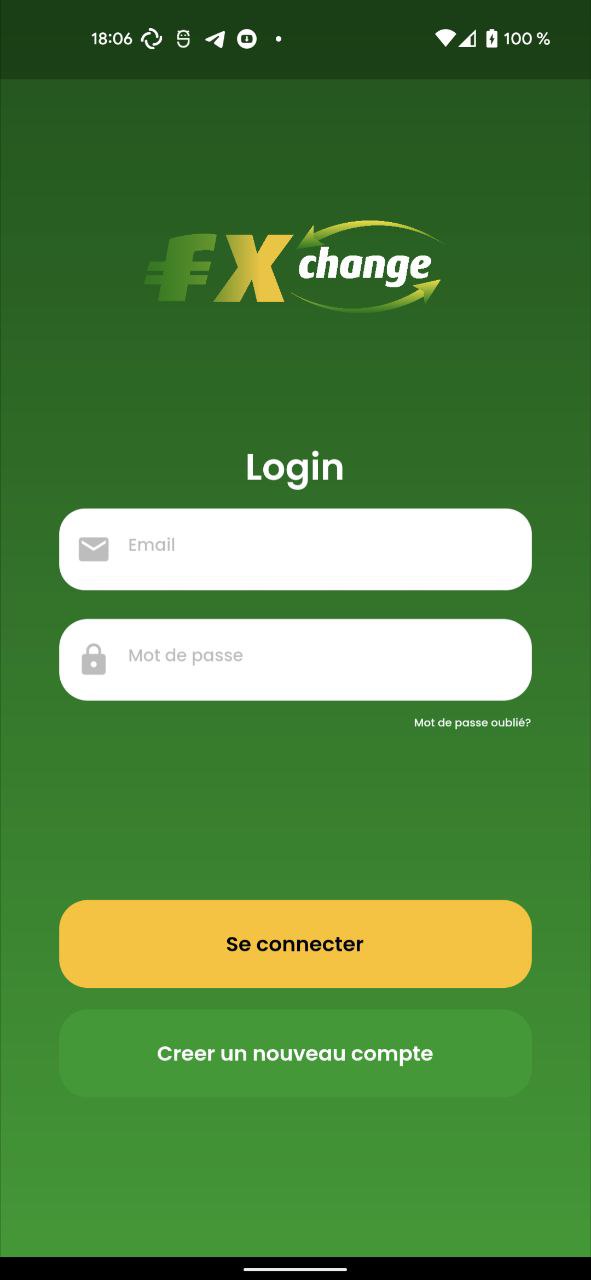 18:06 100 %
FX change
Login
Email
Mot de passe
Mot de passe oublié?
Se connecter
Creer un nouveau compte